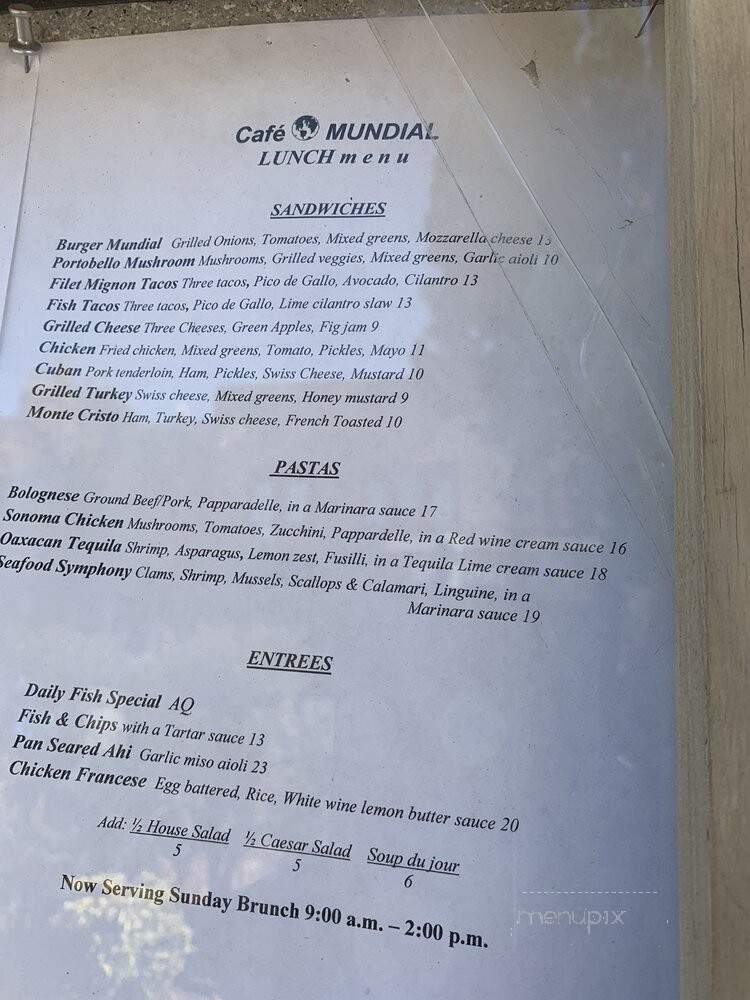 Café MUNDIAL
LUNCH menu
SANDWICHES
Burger Mundial Grilled Onions, Tomatoes, Mixed greens, Mozzarella cheese
Portobello Mushroom Mushrooms, Grilled veggies, Mixed greens, Garlic aioli 10
Filet Mignon Tacos Three tacos, Pico de Gallo, Avocado, Cilantro 13
Fish Tacos Three tacos, Pico de Gallo, Lime cilantro slaw 13
Grilled Cheese Three Cheeses, Green Apples, Fig jam 9
Chicken Fried chicken, Mixed greens, Tomato, Pickles, Mayo 11
Cuban Pork tenderloin, Ham, Pickles, Swiss Cheese, Mustard 10
Grilled Turkey Swiss cheese, Mixed greens, Honey mustard 9
Monte Cristo Ham, Turkey, Swiss cheese, French Toasted 10
PASTAS
Bolognese Ground Beef/Pork, Papparadelle, in a Marinara sauce 17
Sonoma Chicken Mushrooms, Tomatoes, Zucchini, Pappardelle, in a Red wine cream sauce 16
Oaxacan Tequila Shrimp, Asparagus, Lemon zest, Fusilli, in a Tequila Lime cream sauce 18
Seafood Symphony Clams, Shrimp, Mussels, Scallops & Calamari, Linguine, in a
Marinara sauce 19
ENTREES
Daily Fish Special AQ
Fish & Chips with a Tartar sauce 13
Pan Seared Ahi Garlic miso aioli 23
Chicken Francese Egg battered, Rice, White wine lemon butter sauce 20
Add: ½ House Salad ½ Caesar Salad Soup du jour
5 5 6
Now Serving Sunday Brunch 9:00 a.m. – 2:00 p.m.
menupix